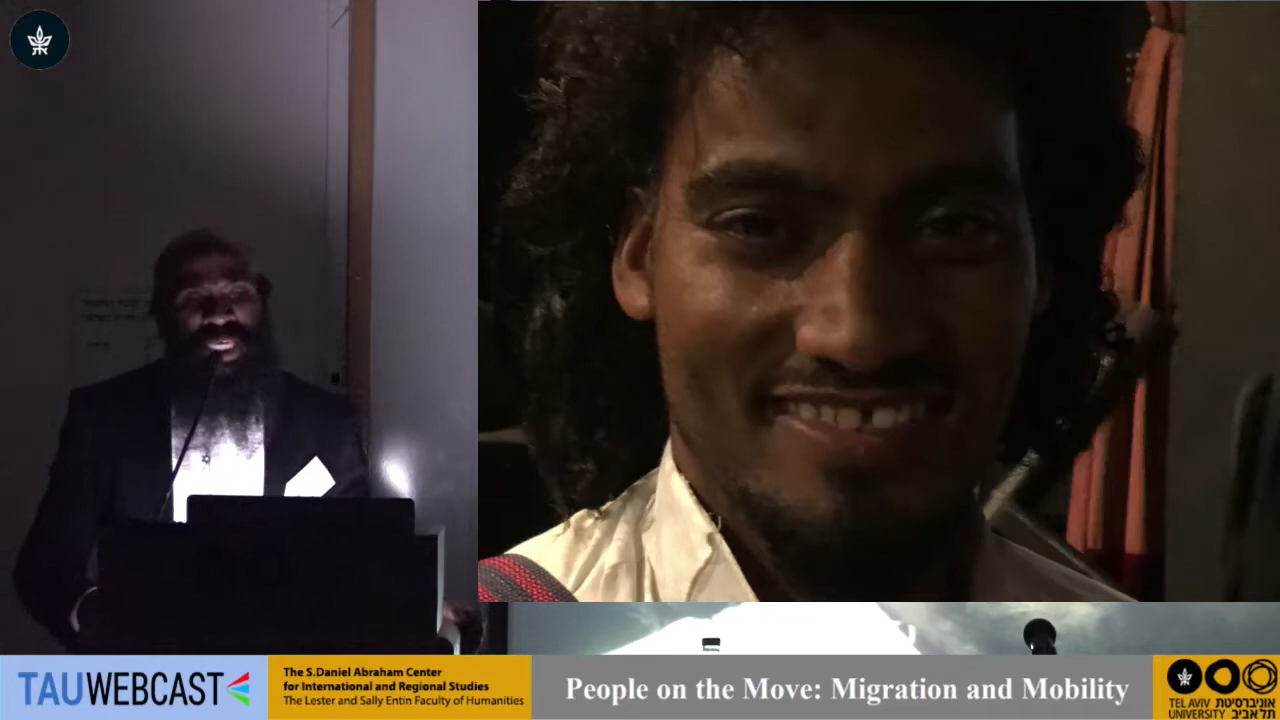 TAUWEBCAST
The S.Daniel Abraham Center
for International and Regional Studies
The Lester and Sally Entin Faculty of Humanities
People on the Move: Migration and Mobility
TEL AVIV אוניברסיטת
UNIVERSITY תל אביב